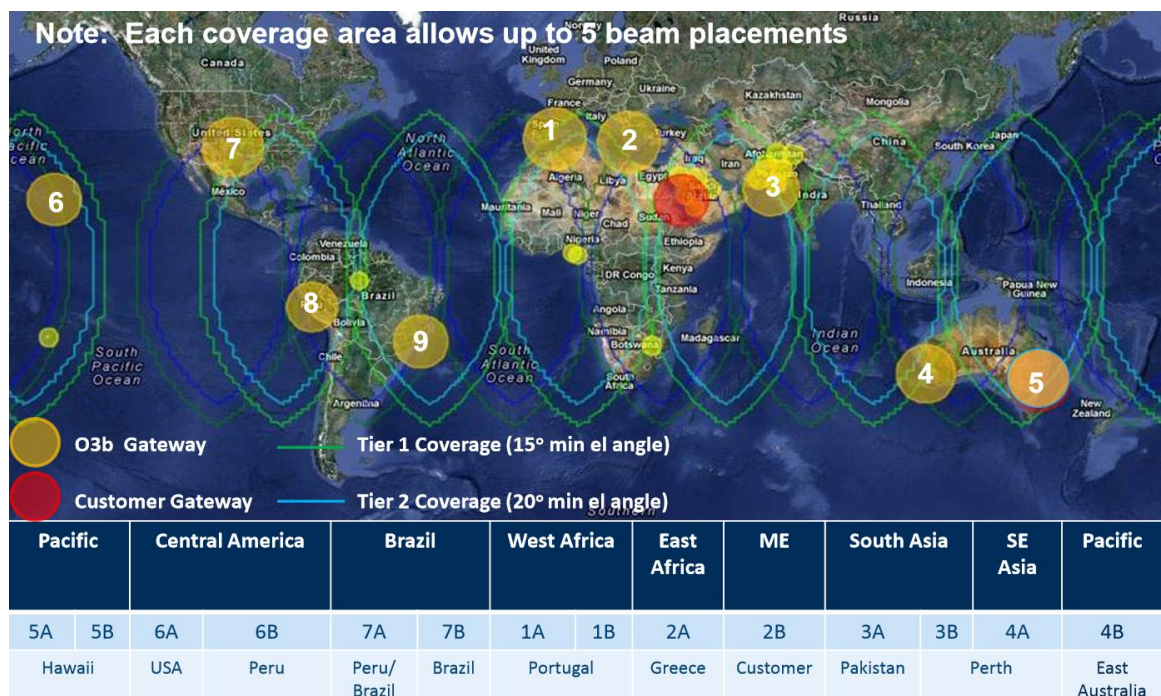 Note: Each coverage area allows up to 5 beam placements
Russia
Norway
Canada
United Kingdom
Poland
Germany
Ukraine
France
Kazakhstan
Mongolia
Italy
Turkey
Spain
1
2
North Pacific Ocean
United States
7
North Atlantic Ocean
China
Japan
South Korea
Iraq
Iran
Afghanistan
Algeria
Libya
Egypt
3
India
6
México
Mauritania
Mali
Niger
Chad
Sudan
Thailand
Nigeria
Ethiopia
Venezuela
Colombia
Kenya
DR Congo
Tanzania
Indonesia
Papua New Guinea
Brazil
8
Peru
Bolivia
Angola
Namibia
Botswana
Madagascar
Indian Ocean
9
South Pacific Ocean
Chile
South Atlantic Ocean
South Africa
Australia
4
5
Argentina
New Zealand
O3b Gateway
Tier 1 Coverage (15º min el angle)
Customer Gateway
Tier 2 Coverage (20º min el angle)
Southern
Pacific Central America Brazil West Africa East Africa ME South Asia SE Asia Pacific
5A 5B 6A 6B 7A 7B 1A 1B 2A 2B 3A 3B 4A 4B
Hawaii USA Peru Peru/ Brazil Brazil Portugal Greece Customer Pakistan Perth East Australia